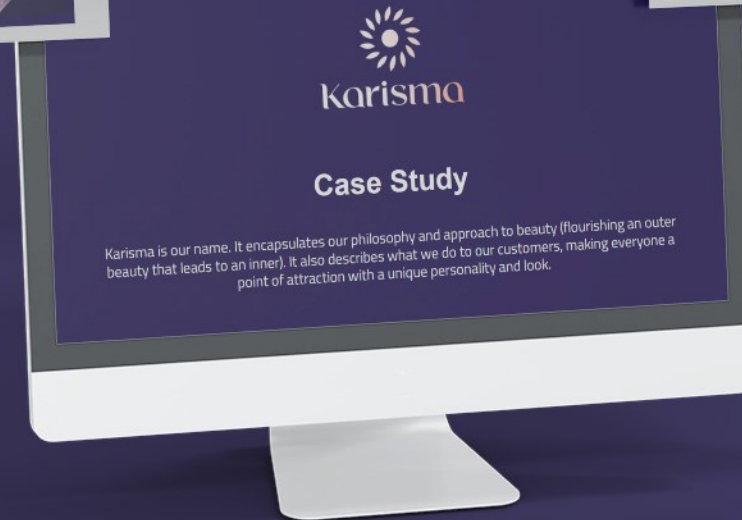 Karisma
Case Study
Karisma is our name. It encapsulates our philosophy and approach to beauty (flourishing an outer
beauty that leads to an inner). It also describes what we do to our customers, making everyone a
point of attraction with a unique personality and look.